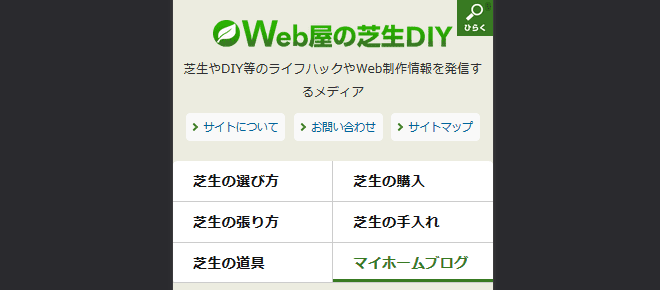 Web屋の芝生DIY
ひらく
芝生やDIY等のライフハックやWeb制作情報を発信す
るメディア
サイトについて
お問い合わせ
サイトマップ
芝生の選び方
芝生の購入
芝生の張り方
芝生の手入れ
芝生の道具
マイホームブログ